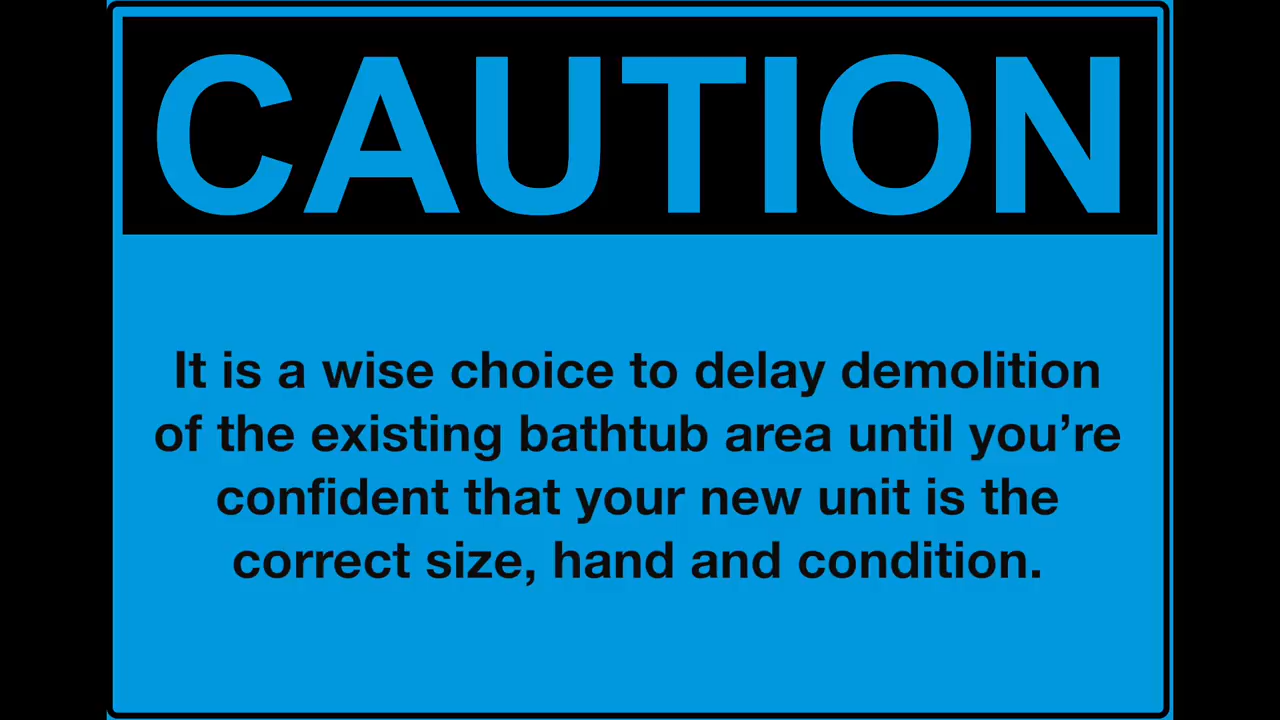 CAUTION
It is a wise choice to delay demolition
of the existing bathtub area until you’re
confident that your new unit is the
correct size, hand and condition.